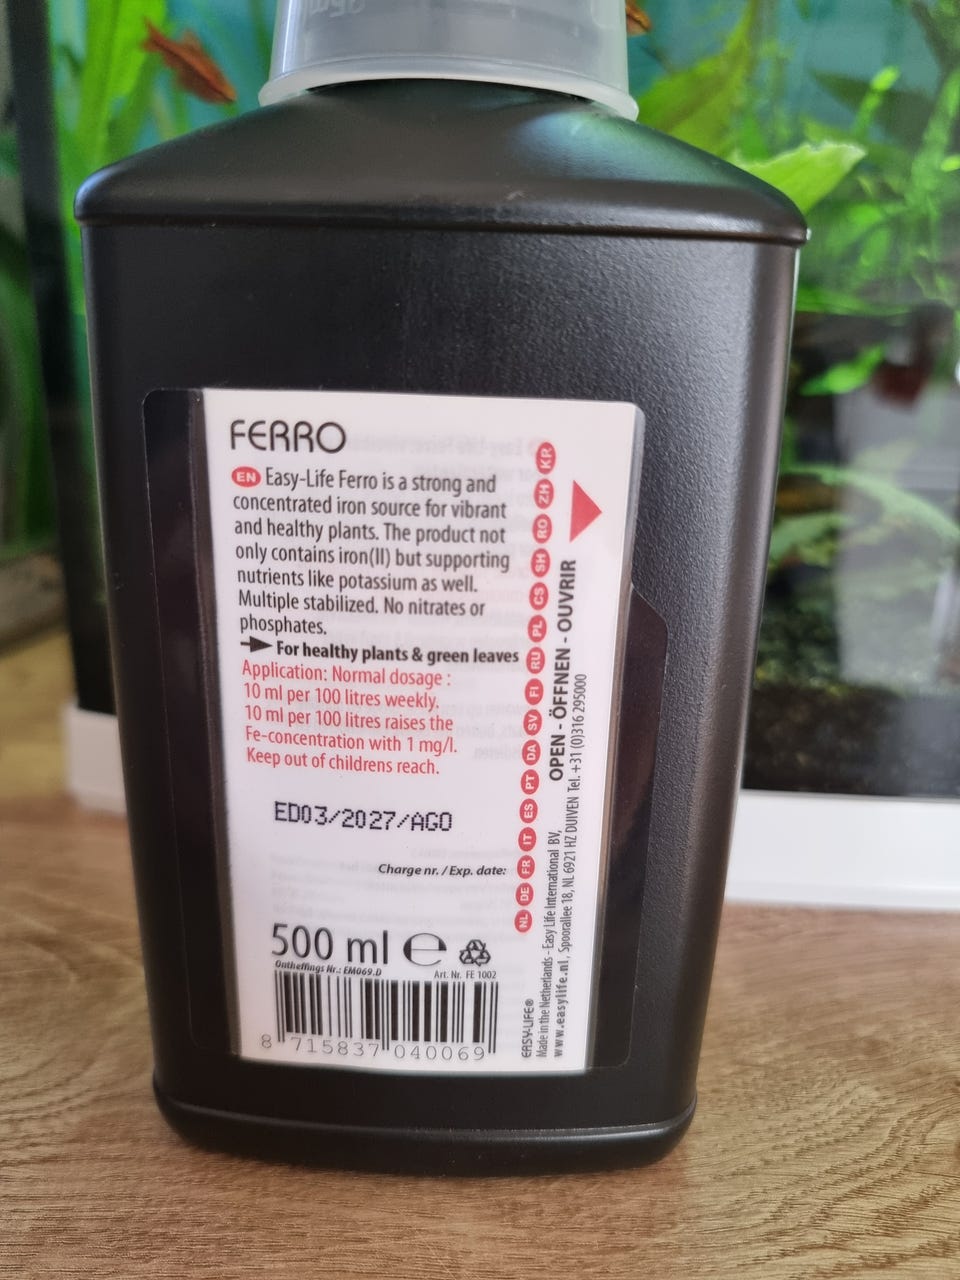 FERRO
EN Easy-Life Ferro is a strong and
concentrated iron source for vibrant
and healthy plants. The product not
only contains iron(II) but supporting
nutrients like potassium as well.
Multiple stabilized. No nitrates or
phosphates.
For healthy plants & green leaves
Application: Normal dosage :
10 ml per 100 litres weekly.
10 ml per 100 litres raises the
Fe-concentration with 1 mg/l.
Keep out of childrens reach.
ED03/2027/AGO
Charge nr. / Exp. date:
500 ml e
Ontheffings Nr.: EM069.D
Art. Nr. FE 1002
8 715837 040069
NL DE FR IT ES PT DA SV FI RU PL CS SH RO ZH KR
OPEN - ÖFFNEN - OUVRIR
EASY-LIFE®
Made in the Netherlands - Easy Life International BV,
www.easylife.nl, Spoorallee 18, NL 6921 HZ DUIVEN Tel. +31 (0)316 295000